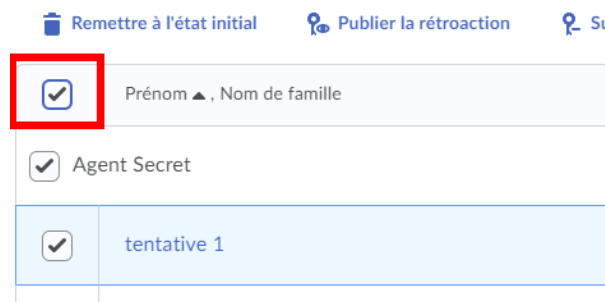 Remettre à l'état initial Publier la rétroaction
Prénom ▲ , Nom de famille
Agent Secret
tentative 1